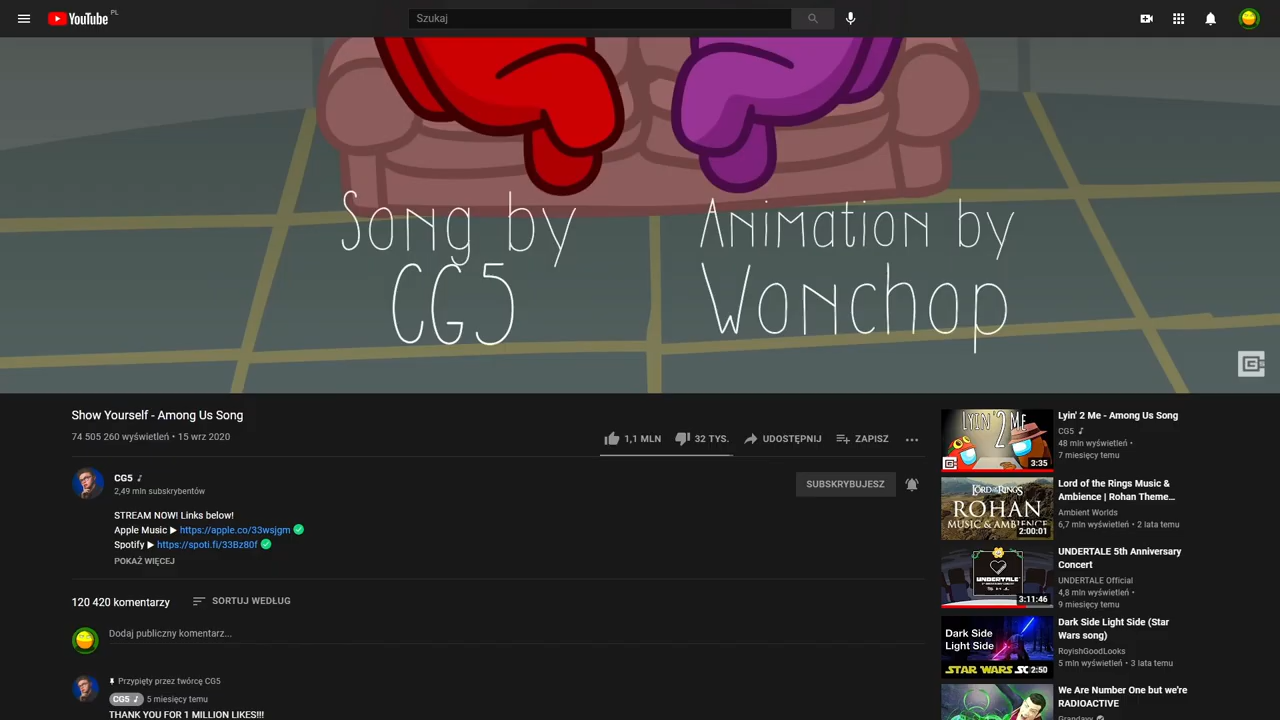 YouTube PL
Szukaj
Song by
CG5
Animation by
Wonchop
Show Yourself - Among Us Song
74 505 260 wyświetleń • 15 wrz 2020
1,1 MLN
32 TYS.
UDOSTĘPNIJ
ZAPISZ
CG5
2,49 mln subskrybentów
SUBSKRYBUJESZ
STREAM NOW! Links below!
Apple Music ▶ https://apple.co/33wsjgm
Spotify ▶ https://spoti.fi/33Bz80f
POKAŻ WIĘCEJ
120 420 komentarzy
SORTUJ WEDŁUG
Dodaj publiczny komentarz...
Przypięty przez twórcę CG5
CG5 5 miesięcy temu
THANK YOU FOR 1 MILLION LIKES!!!
LYIN' 2 ME
3:35
Lyin' 2 Me - Among Us Song
CG5
48 mln wyświetleń •
7 miesięcy temu
LORD OF THE RINGS
ROHAN
MUSIC & AMBIENCE
2:00:01
Lord of the Rings Music &
Ambience | Rohan Theme…
Ambient Worlds
6,7 mln wyświetleń • 2 lata temu
UNDERTALE
3:11:46
UNDERTALE 5th Anniversary
Concert
UNDERTALE Official
4,8 mln wyświetleń •
9 miesięcy temu
Dark Side
Light Side
STAR WARS
2:50
Dark Side Light Side (Star
Wars song)
RoyishGoodLooks
5 mln wyświetleń • 3 lata temu
We Are Number One but we're
RADIOACTIVE
Grandayy